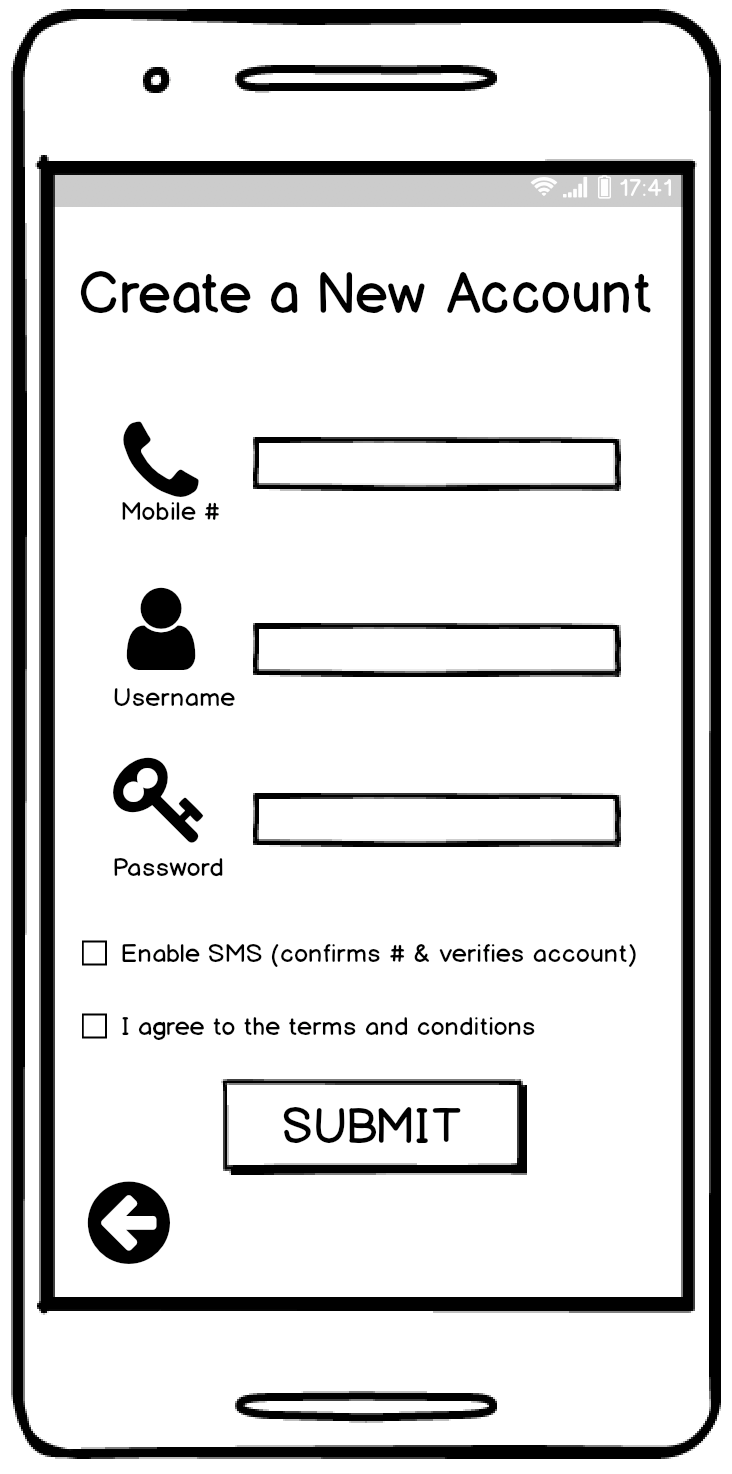 17:41
Create a New Account
Mobile #
Username
Password
Enable SMS (confirms # & verifies account)
I agree to the terms and conditions
SUBMIT